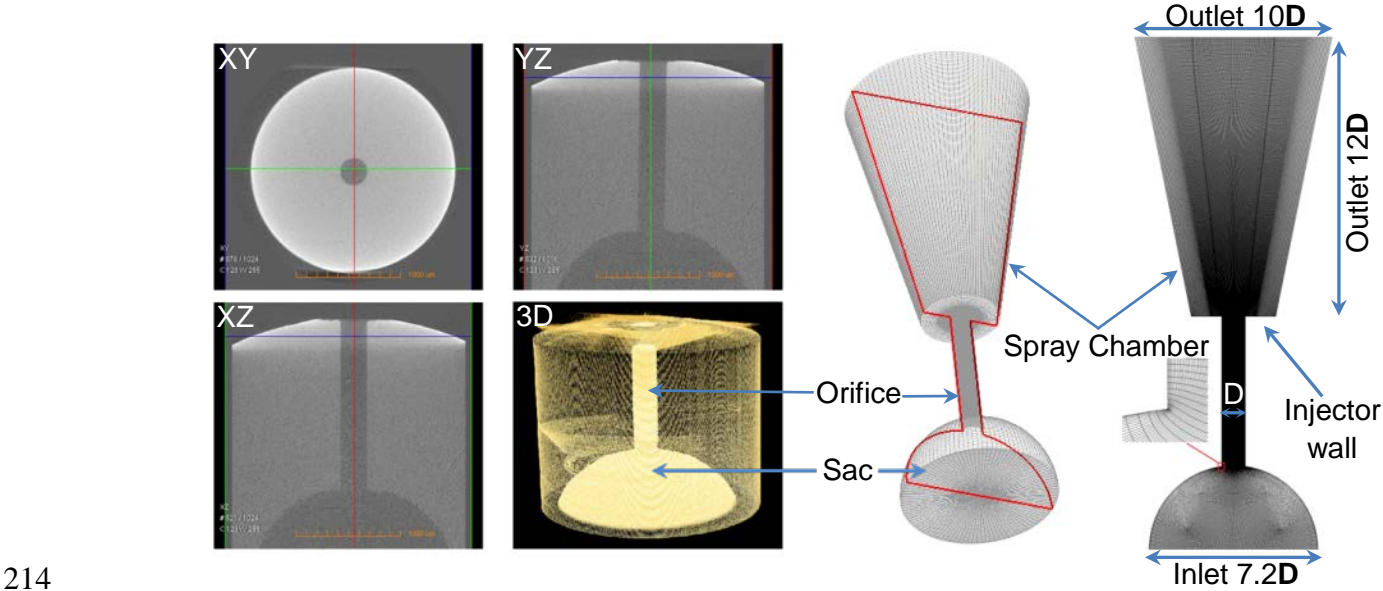 Outlet 10D
XY
YZ
XZ
3D
Outlet 12D
Spray Chamber
Orifice
D
Injector
wall
Sac
Inlet 7.2D
214